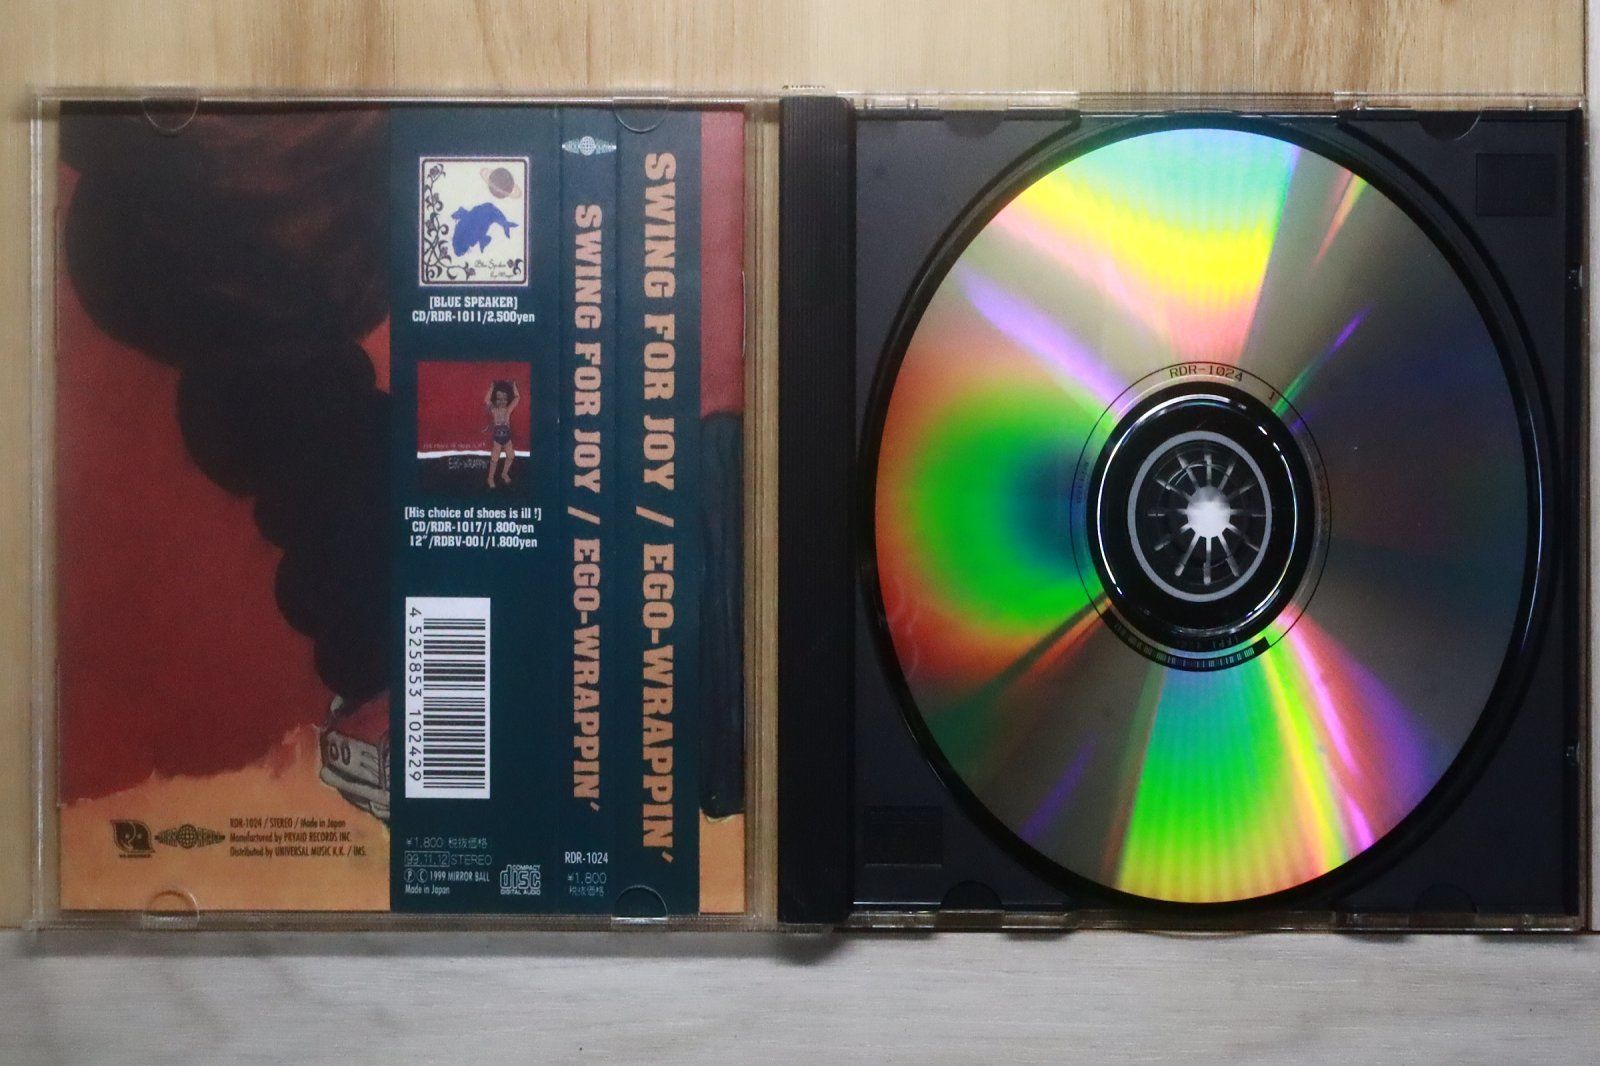 [BLUE SPEAKER]
CD/RDR-1011/2,500yen
[His choice of shoes is ill !]
CD/RDR-1017/1,800yen
12"/RDBV-001/1,800yen
4 525853 102429
¥1,800 税抜価格
99.11.12 STEREO
Ⓟ Ⓒ 1999 MIRROR BALL
Made in Japan
COMPACT
disc
DIGITAL AUDIO
SWING FOR JOY / EGO-WRAPPIN'
RDR-1024
¥1,800
税抜価格
SWING FOR JOY / EGO-WRAPPIN'
RDR-1024 / STEREO / Made in Japan
Manufactured by PRYAID RECORDS INC.
Distributed by UNIVERSAL MUSIC K.K. / IMS.
RDR-1024 1